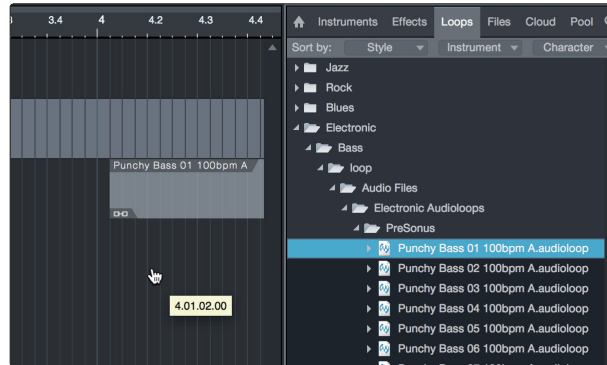 3.4 4 4.2 4.3 4.4
Instruments Effects Loops Files Cloud Pool
Sort by: Style Instrument Character
Jazz
Rock
Blues
Electronic
Bass
loop
Audio Files
Electronic Audioloops
PreSonus
Punchy Bass 01 100bpm A
Punchy Bass 01 100bpm A.audioloop
Punchy Bass 02 100bpm A.audioloop
Punchy Bass 03 100bpm A.audioloop
Punchy Bass 04 100bpm A.audioloop
Punchy Bass 05 100bpm A.audioloop
Punchy Bass 06 100bpm A.audioloop
4.01.02.00